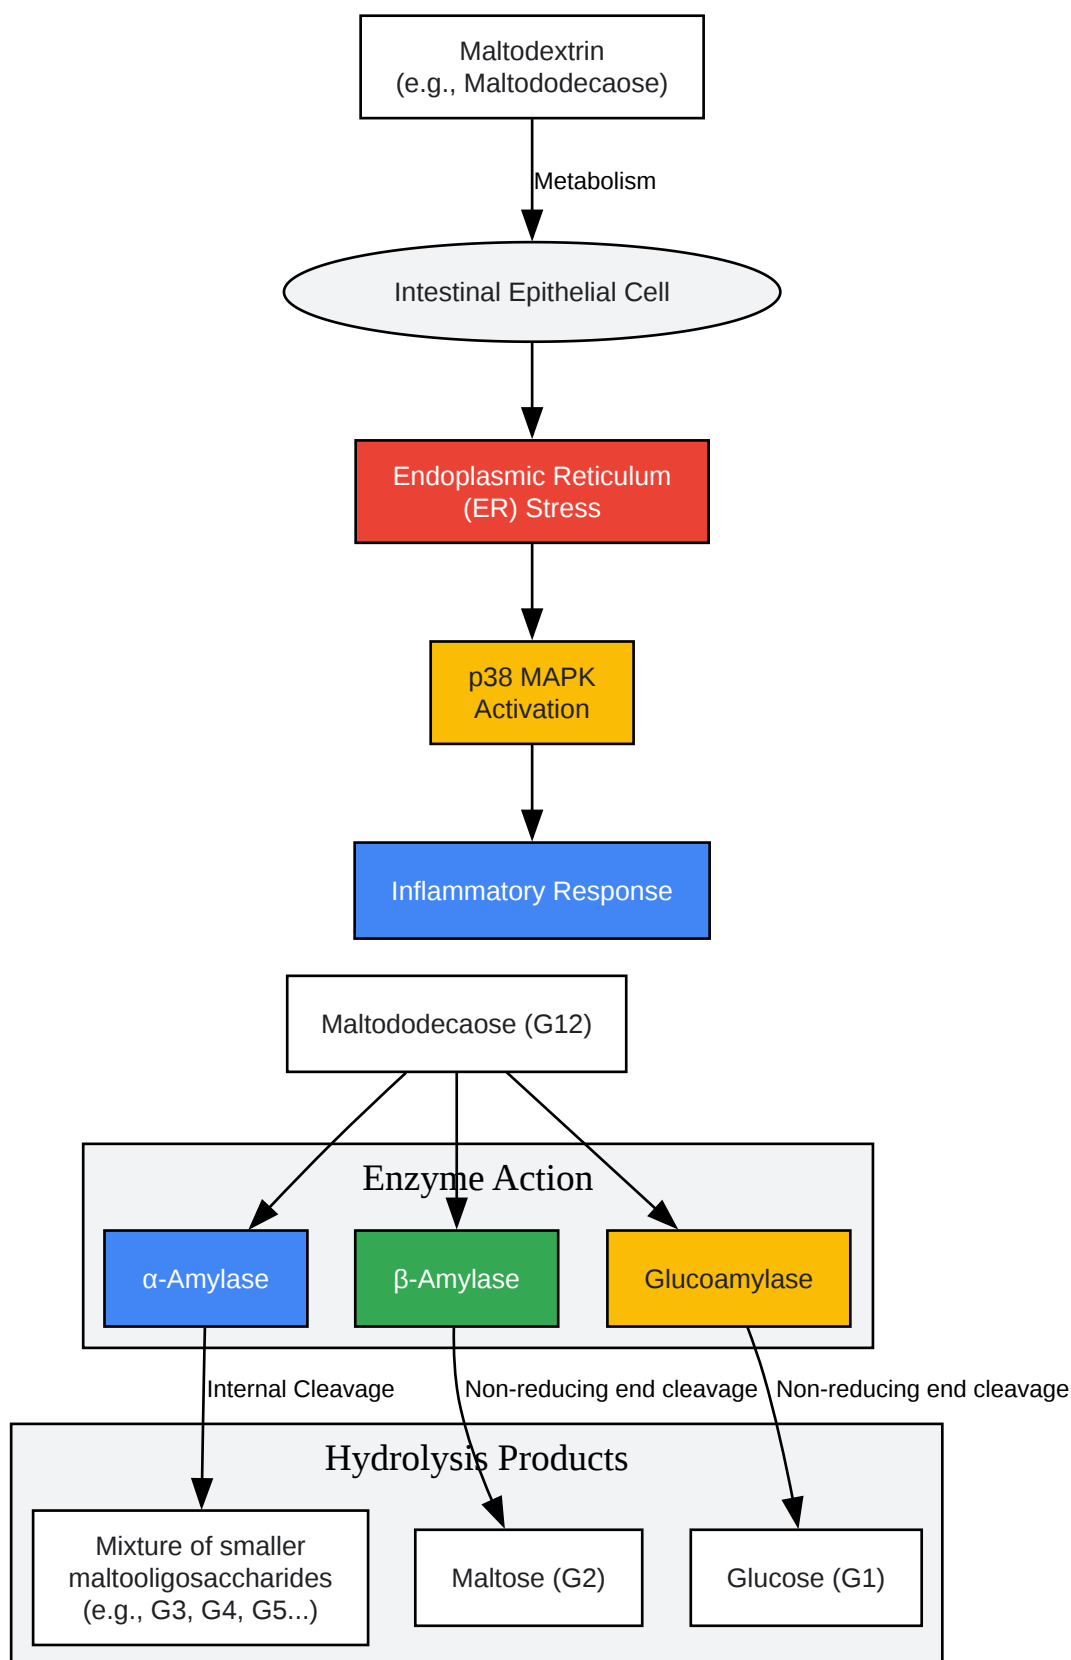 Maltodextrin
(e.g., Maltododecaose)
Metabolism
Intestinal Epithelial Cell
Endoplasmic Reticulum
(ER) Stress
p38 MAPK
Activation
Inflammatory Response
Maltododecaose (G12)
Enzyme Action
α-Amylase
β-Amylase
Glucoamylase
Internal Cleavage
Non-reducing end cleavage
Non-reducing end cleavage
Hydrolysis Products
Mixture of smaller
maltooligosaccharides
(e.g., G3, G4, G5...)
Maltose (G2)
Glucose (G1)